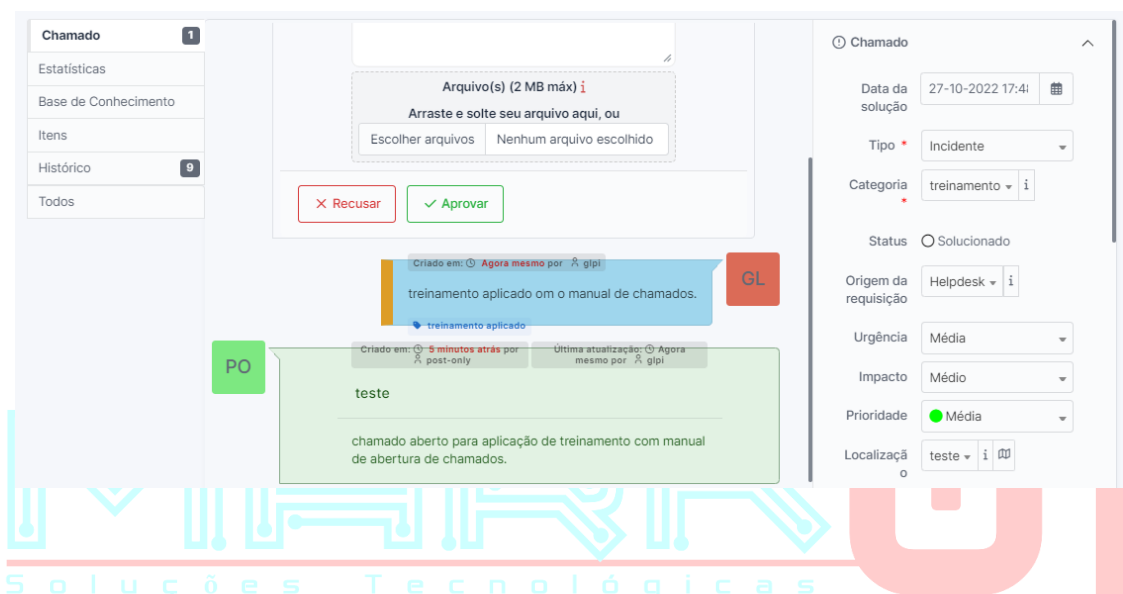 Chamado 1
Estatísticas
Base de Conhecimento
Itens
Histórico 9
Todos
Arquivo(s) (2 MB máx) i
Arraste e solte seu arquivo aqui, ou
Escolher arquivos Nenhum arquivo escolhido
Recusar Aprovar
Criado em: Agora mesmo por glpi
treinamento aplicado om o manual de chamados.
treinamento aplicado
GL
PO
Criado em: 5 minutos atrás por
post-only
Última atualização: Agora
mesmo por glpi
teste
chamado aberto para aplicação de treinamento com manual
de abertura de chamados.
Chamado
Data da
solução
27-10-2022 17:4
Tipo * Incidente
Categoria
*
treinamento i
Status Solucionado
Origem da
requisição
Helpdesk i
Urgência Média
Impacto Médio
Prioridade Média
Localizaçã
o
teste i
Soluções Tecnológicas